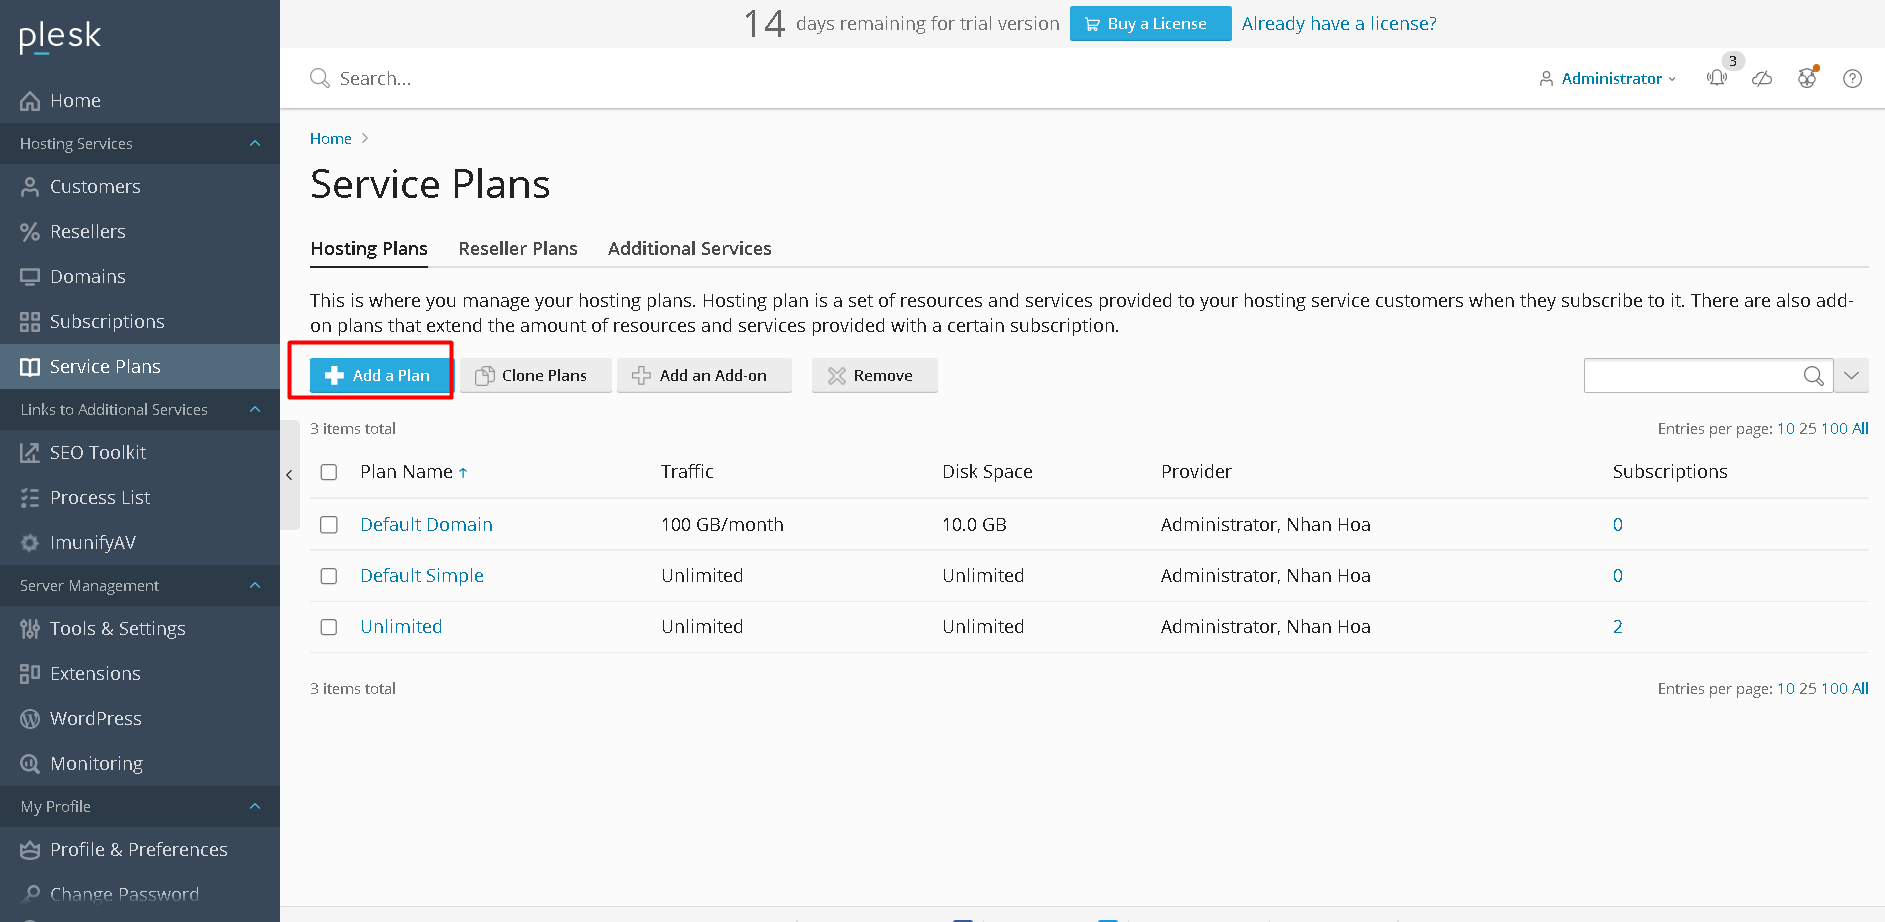 plesk
Home
Hosting Services
Customers
Resellers
Domains
Subscriptions
Service Plans
Links to Additional Services
SEO Toolkit
Process List
ImunifyAV
Server Management
Tools & Settings
Extensions
WordPress
Monitoring
My Profile
Profile & Preferences
Change Password
14 days remaining for trial version Buy a License Already have a license?
Search... Administrator 3
Home
Service Plans
Hosting Plans Reseller Plans Additional Services
This is where you manage your hosting plans. Hosting plan is a set of resources and services provided to your hosting service customers when they subscribe to it. There are also add-
on plans that extend the amount of resources and services provided with a certain subscription.
Add a Plan Clone Plans Add an Add-on Remove
3 items total Entries per page: 10 25 100 All
Plan Name Traffic Disk Space Provider Subscriptions
Default Domain 100 GB/month 10.0 GB Administrator, Nhan Hoa 0
Default Simple Unlimited Unlimited Administrator, Nhan Hoa 0
Unlimited Unlimited Unlimited Administrator, Nhan Hoa 2
3 items total Entries per page: 10 25 100 All